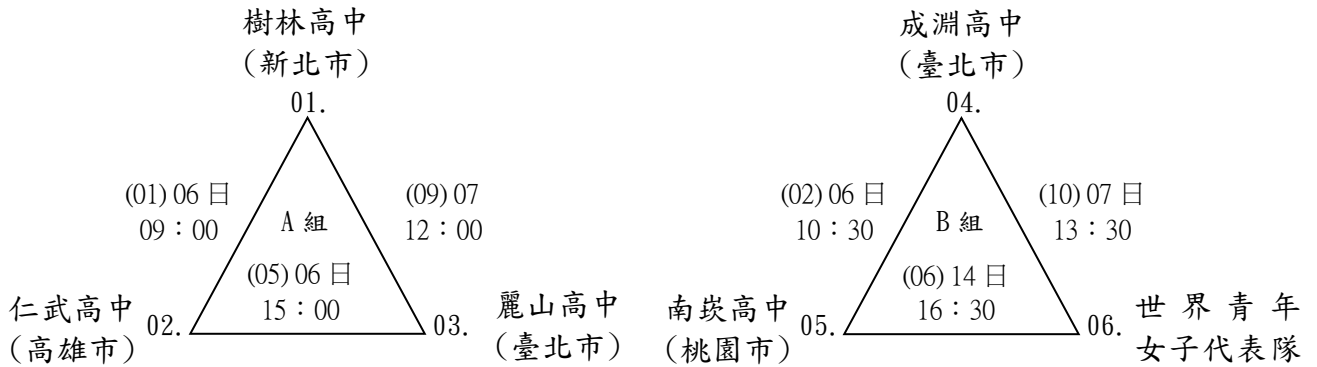 樹林高中
(新北市)
01.
(01) 06 日
09：00
(09) 07
12：00
A 組
(05) 06 日
15：00
仁武高中
(高雄市)
02.
03.
麗山高中
(臺北市)
成淵高中
(臺北市)
04.
(02) 06 日
10：30
(10) 07 日
13：30
B 組
(06) 14 日
16：30
南崁高中
(桃園市)
05.
06.
世界青年
女子代表隊